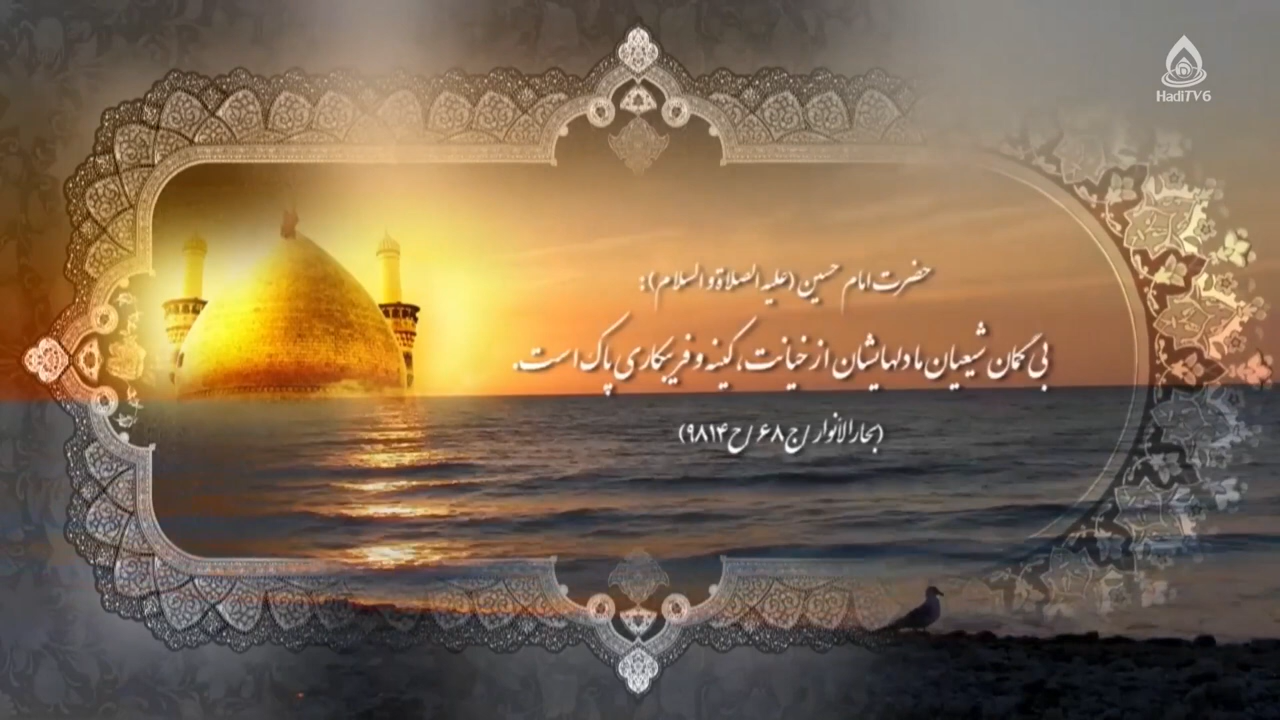 HadiTV6
حضرت امام حسین (علیه الصلاة و السلام):
بی گمان شیعیان ما دلهایشان از خیانت، کینه و فریبکاری پاک است.
(بحارالأنوار /ج ۶۸ /ح ۹۸۱۴)